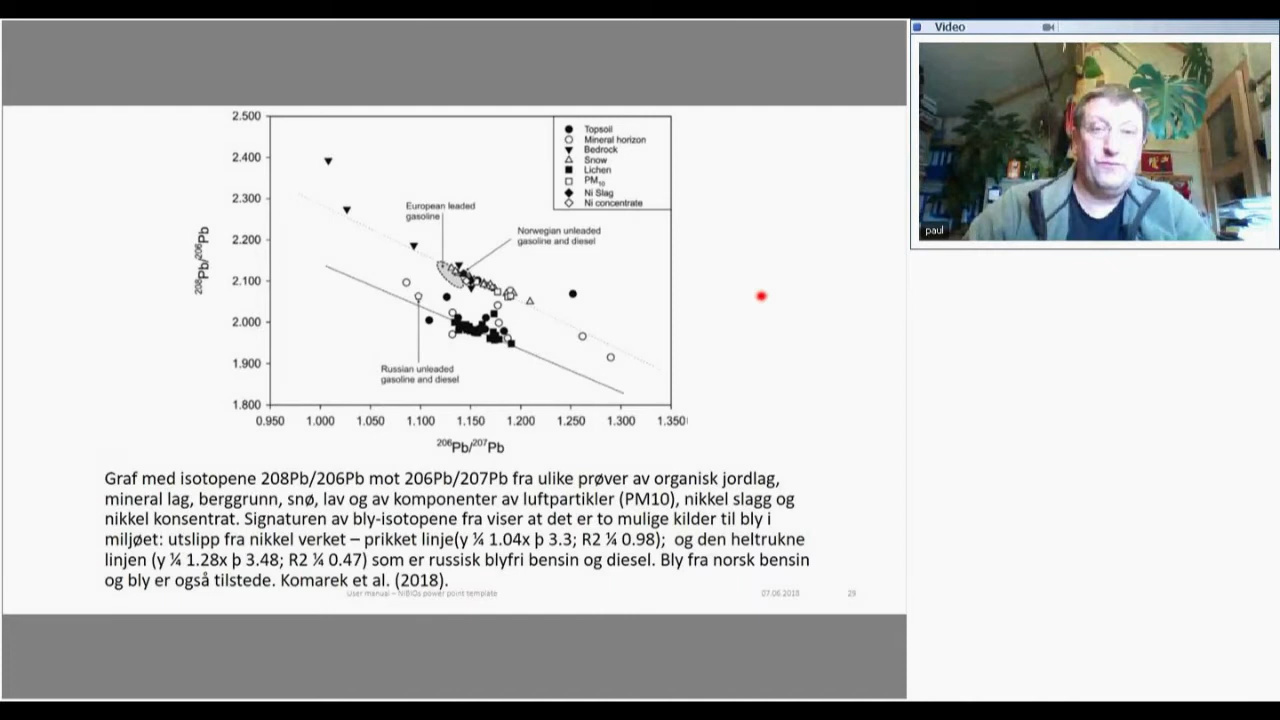 Video
paul
2.500
2.400
2.300
2.200
2.100
2.000
1.900
1.800
208Pb/206Pb
Topsoil
Mineral horizon
Bedrock
Snow
Lichen
PM10
Ni Slag
Ni concentrate
European leaded
gasoline
Norwegian unleaded
gasoline and diesel
Russian unleaded
gasoline and diesel
0.950 1.000 1.050 1.100 1.150 1.200 1.250 1.300 1.350
206Pb/207Pb
Graf med isotopene 208Pb/206Pb mot 206Pb/207Pb fra ulike prøver av organisk jordlag,
mineral lag, berggrunn, snø, lav og av komponenter av luftpartikler (PM10), nikkel slagg og
nikkel konsentrat. Signaturen av bly-isotopene fra viser at det er to mulige kilder til bly i
miljøet: utslipp fra nikkel verket – prikket linje(y ¼ 1.04x þ 3.3; R2 ¼ 0.98); og den heltrukne
linjen (y ¼ 1.28x þ 3.48; R2 ¼ 0.47) som er russisk blyfri bensin og diesel. Bly fra norsk bensin
og bly er også tilstede. Komarek et al. (2018).
User manual – NIBIOs power point template 07.06.2018 29